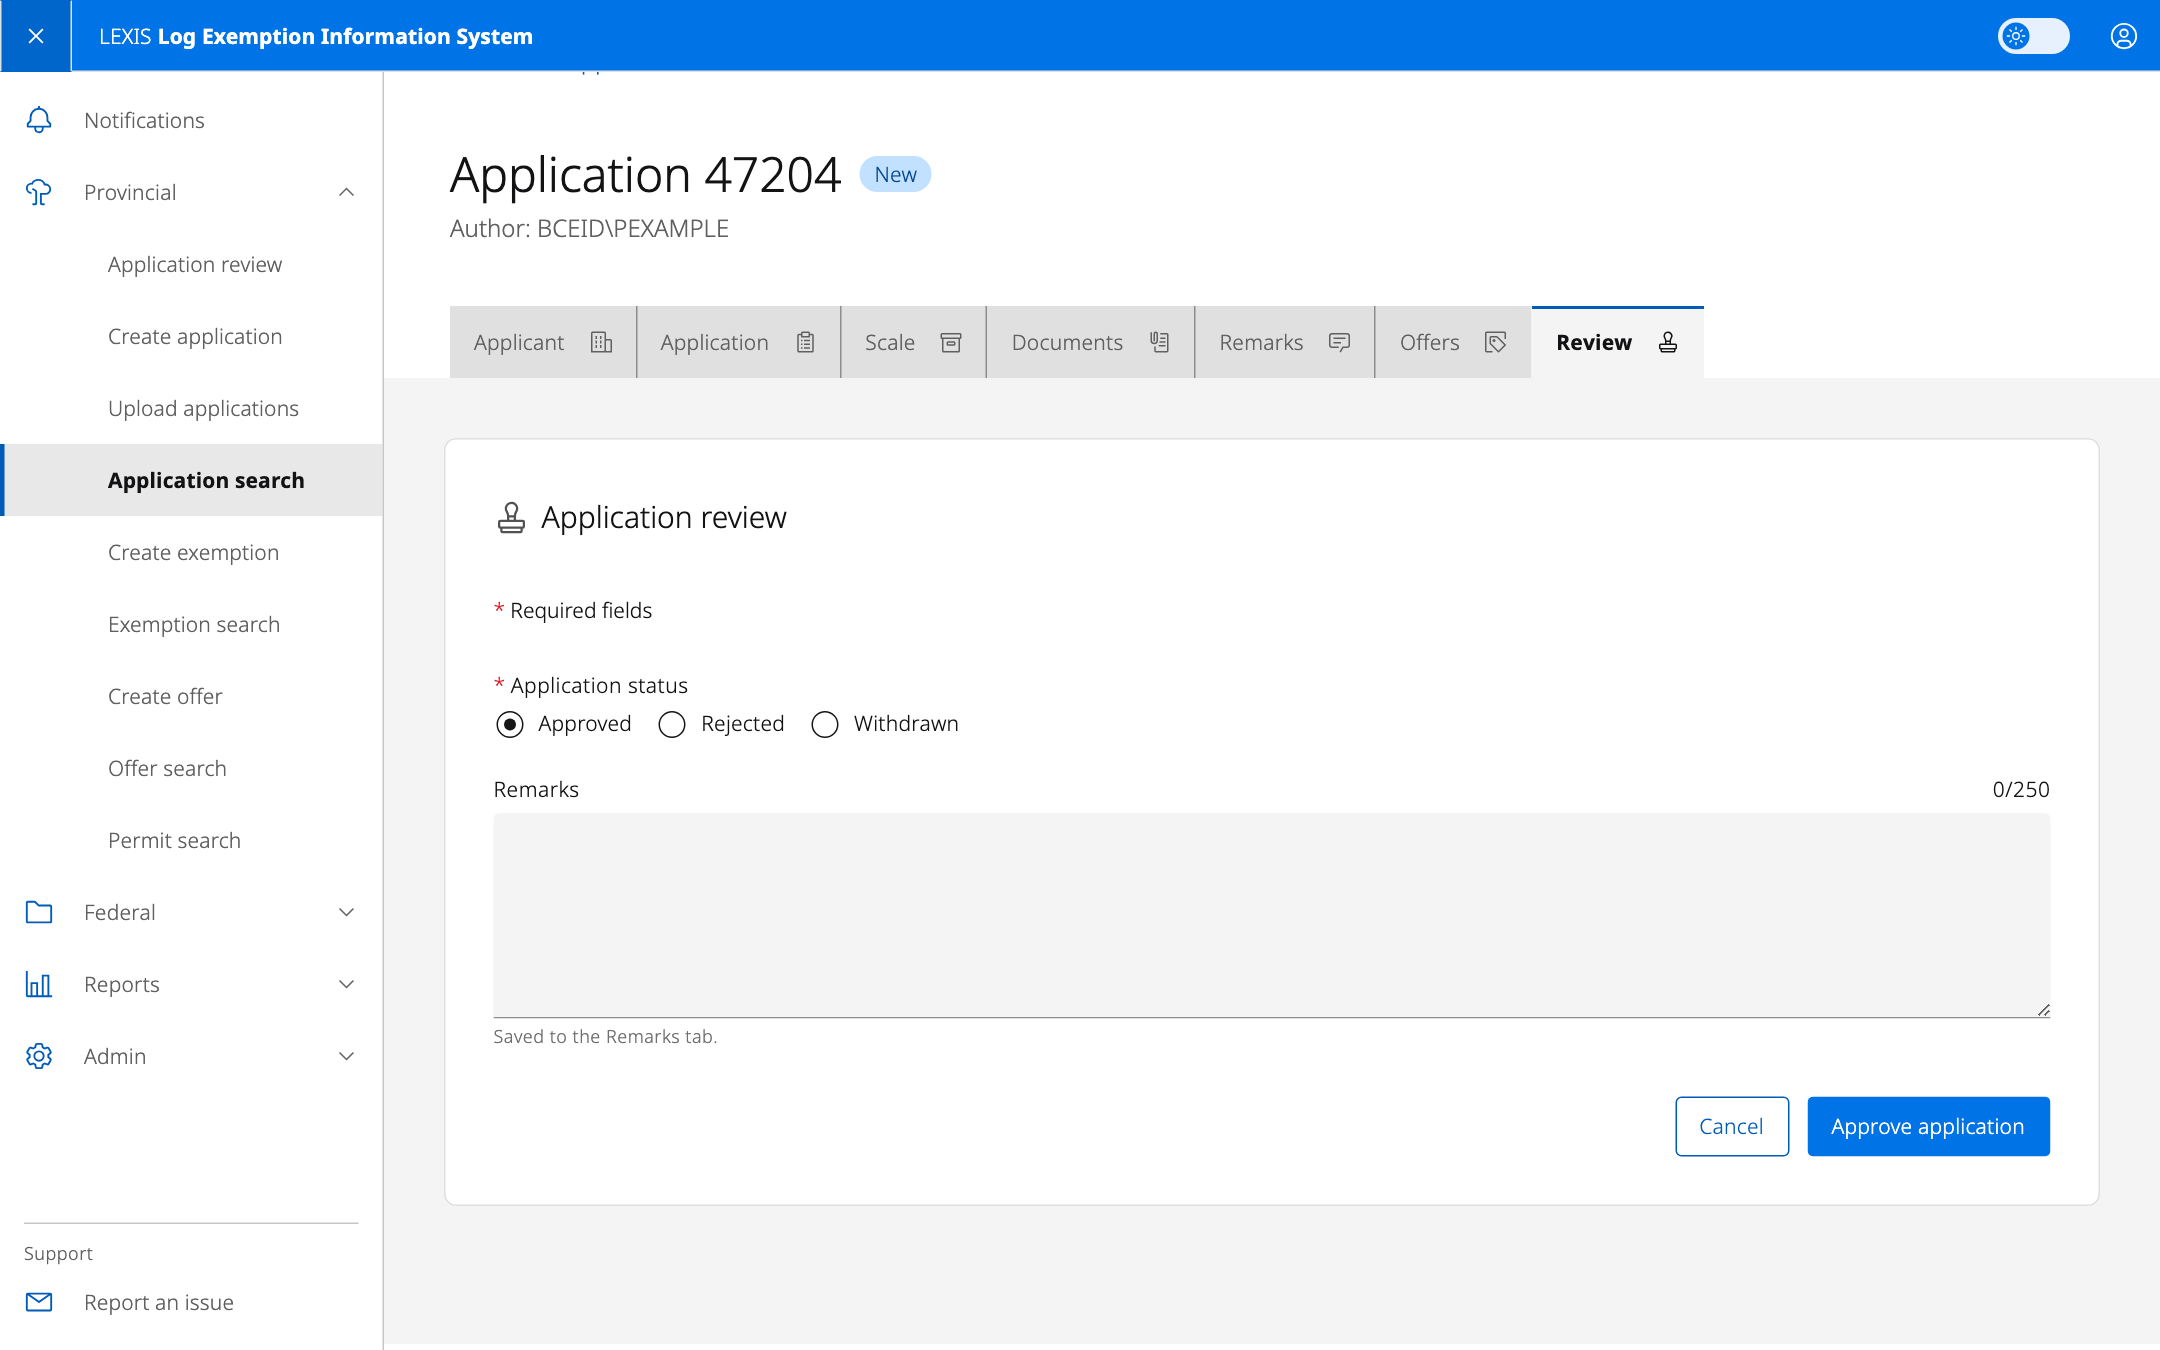 LEXIS Log Exemption Information System
Notifications
Provincial
Application review
Create application
Upload applications
Application search
Create exemption
Exemption search
Create offer
Offer search
Permit search
Federal
Reports
Admin
Support
Report an issue
Application 47204 New
Author: BCEID\PEXAMPLE
Applicant Application Scale Documents Remarks Offers Review
Application review
* Required fields
* Application status
Approved Rejected Withdrawn
Remarks 0/250
Saved to the Remarks tab.
Cancel Approve application